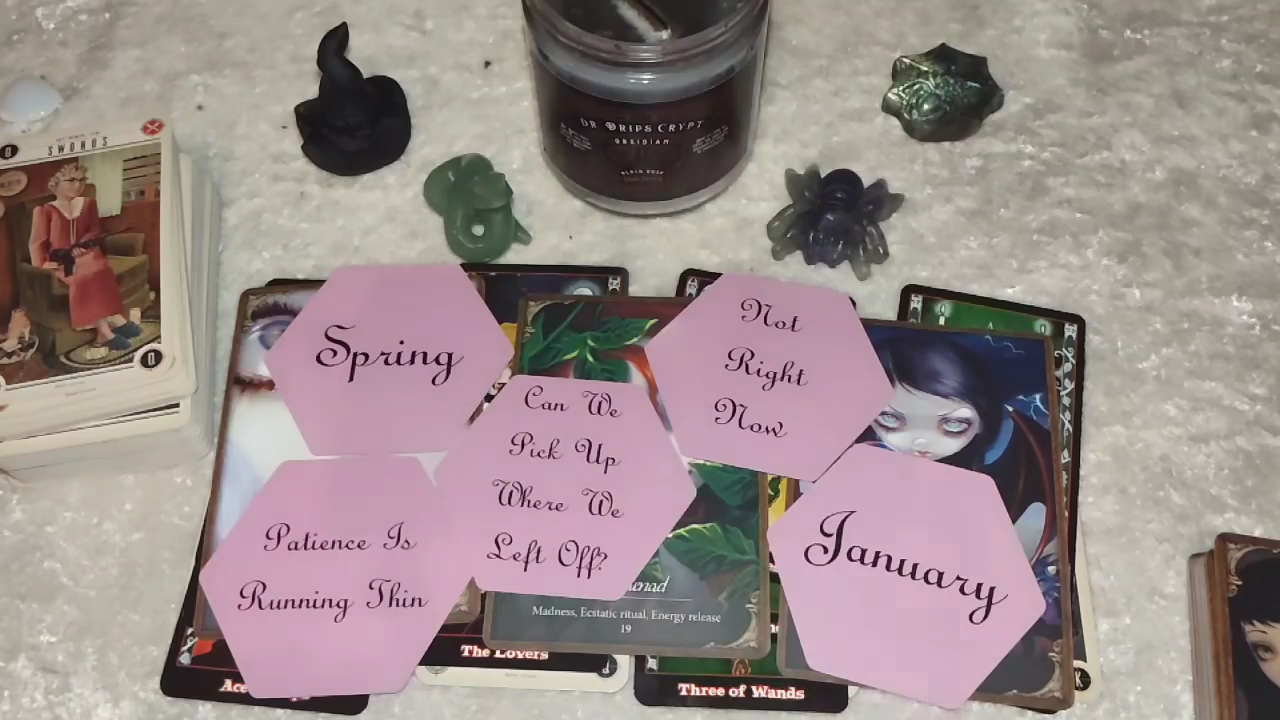 DR DRIPS CRYPT
OBSIDIAN
SWORDS
Q
Q
Spring
Not
Right
Now
Can We
Pick Up
Where We
Left Off?
Patience Is
Running Thin
January
Madness, Ecstatic ritual, Energy release
19
The Lovers
Ace
Three of Wands
K